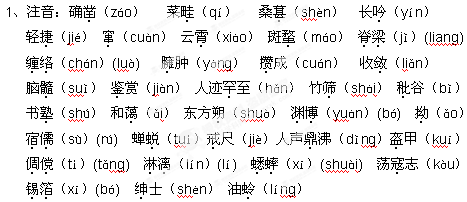 1、注音：确凿（záo） 菜畦（qí） 桑葚（shèn） 长吟（yín）
轻捷（jié）窜（cuàn）云霄（xiāo）斑蝥（máo）脊梁（jǐ）(liang)
缠络（chán）(luò) 臃肿（yōng） 攒成（cuán） 收敛（liǎn）
脑髓（suǐ）鉴赏（jiàn）人迹罕至（hǎn）竹筛（shāi）秕谷（bǐ）
书塾（shú）和蔼（ǎi）东方朔（shuò）渊博（yuān）（bó）拗（ǎo）
宿儒（sù）（rú）蝉蜕（tuì）戒尺（jiè）人声鼎沸（dǐng）盔甲（kuī）
倜傥（tì）(tǎng) 淋漓（lín）(lí) 蟋蟀（xī）(shuài) 荡寇志（kòu）
锡箔（xī）(bó) 绅士（shēn） 油蛉（líng）